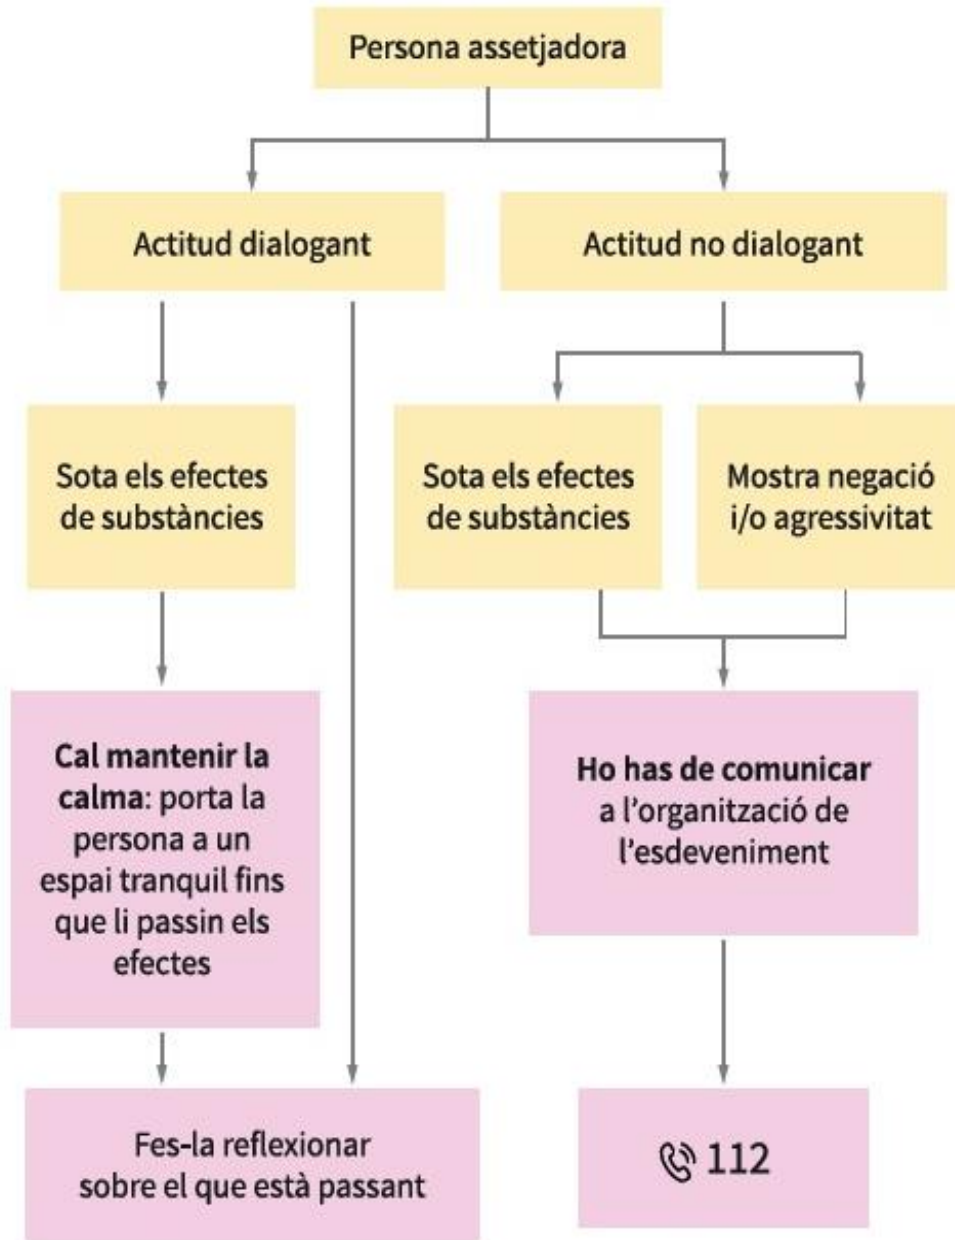 Persona assetjadora
Actitud dialogant
Actitud no dialogant
Sota els efectes
de substàncies
Sota els efectes
de substàncies
Mostra negació
i/o agressivitat
Cal mantenir la
calma: porta la
persona a un
espai tranquil fins
que li passin els
efectes
Ho has de comunicar
a l'organització de
l'esdeveniment
Fes-la reflexionar
sobre el que està passant
112